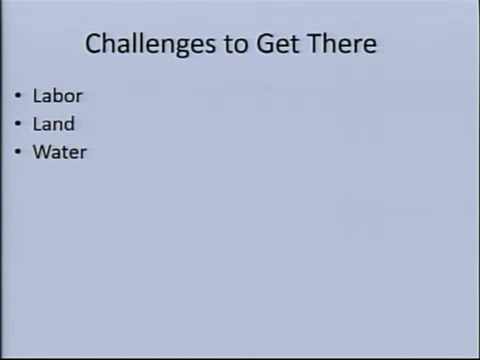 Challenges to Get There
• Labor
• Land
• Water